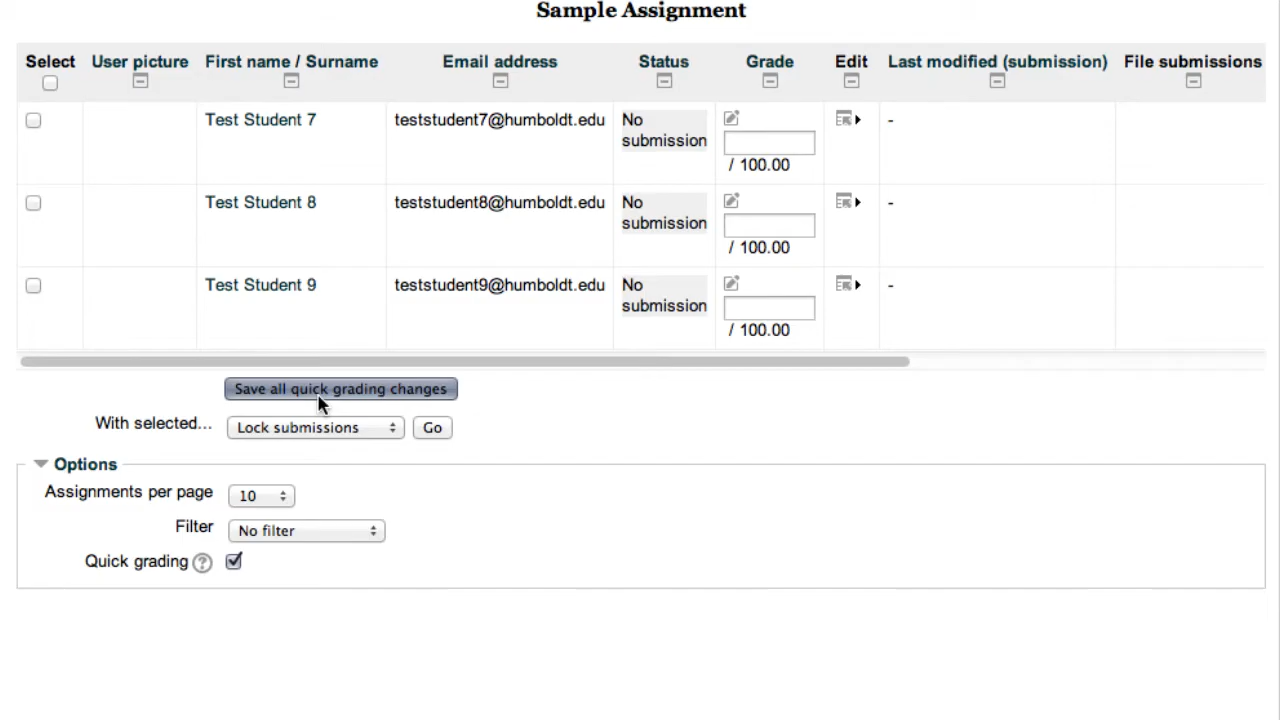 Sample Assignment
Select User picture First name / Surname Email address Status Grade Edit Last modified (submission) File submissions
Test Student 7 teststudent7@humboldt.edu No submission / 100.00 -
Test Student 8 teststudent8@humboldt.edu No submission / 100.00 -
Test Student 9 teststudent9@humboldt.edu No submission / 100.00 -
Save all quick grading changes
With selected... Lock submissions Go
Options
Assignments per page 10
Filter No filter
Quick grading ?